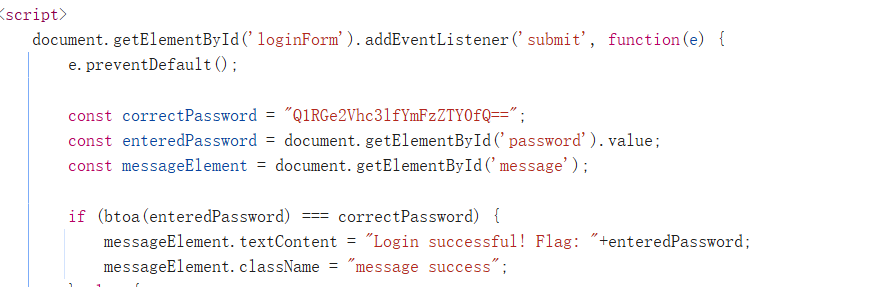 <script>
document.getElementById('loginForm').addEventListener('submit', function(e) {
e.preventDefault();
const correctPassword = "Q1RGe2Vhc3lfYmFzZTY0fQ==";
const enteredPassword = document.getElementById('password').value;
const messageElement = document.getElementById('message');
if (btoa(enteredPassword) === correctPassword) {
messageElement.textContent = "Login successful! Flag: "+enteredPassword;
messageElement.className = "message success";